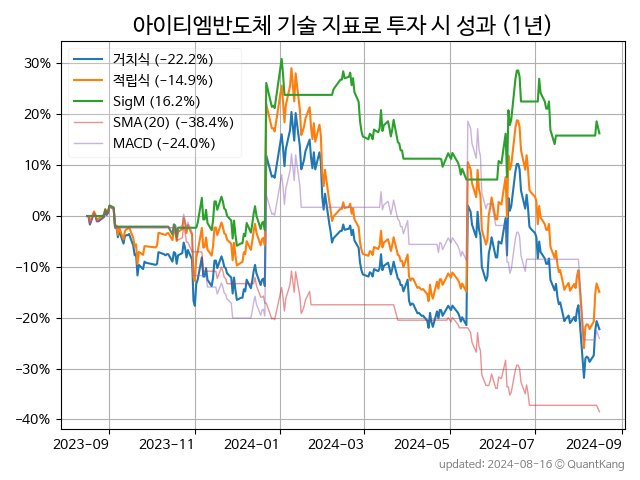 아이티엠반도체 기술 지표로 투자 시 성과 (1년)
거치식 (−22.2%)
적립식 (−14.9%)
SigM (16.2%)
SMA(20) (−38.4%)
MACD (−24.0%)
30%
20%
10%
0%
−10%
−20%
−30%
−40%
2023-09 2023-11 2024-01 2024-03 2024-05 2024-07 2024-09
updated: 2024-08-16 © QuantKang